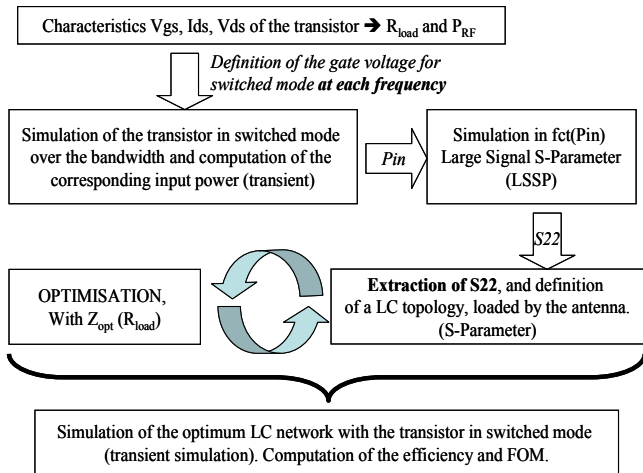 Characteristics Vgs, Ids, Vds of the transistor ➔ Rload and PRF
Definition of the gate voltage for
switched mode at each frequency
Simulation of the transistor in switched mode
over the bandwidth and computation of the
corresponding input power (transient)
Pin
Simulation in fct(Pin)
Large Signal S-Parameter
(LSSP)
S22
OPTIMISATION,
With Zopt (Rload)
Extraction of S22, and definition
of a LC topology, loaded by the antenna.
(S-Parameter)
Simulation of the optimum LC network with the transistor in switched mode
(transient simulation). Computation of the efficiency and FOM.